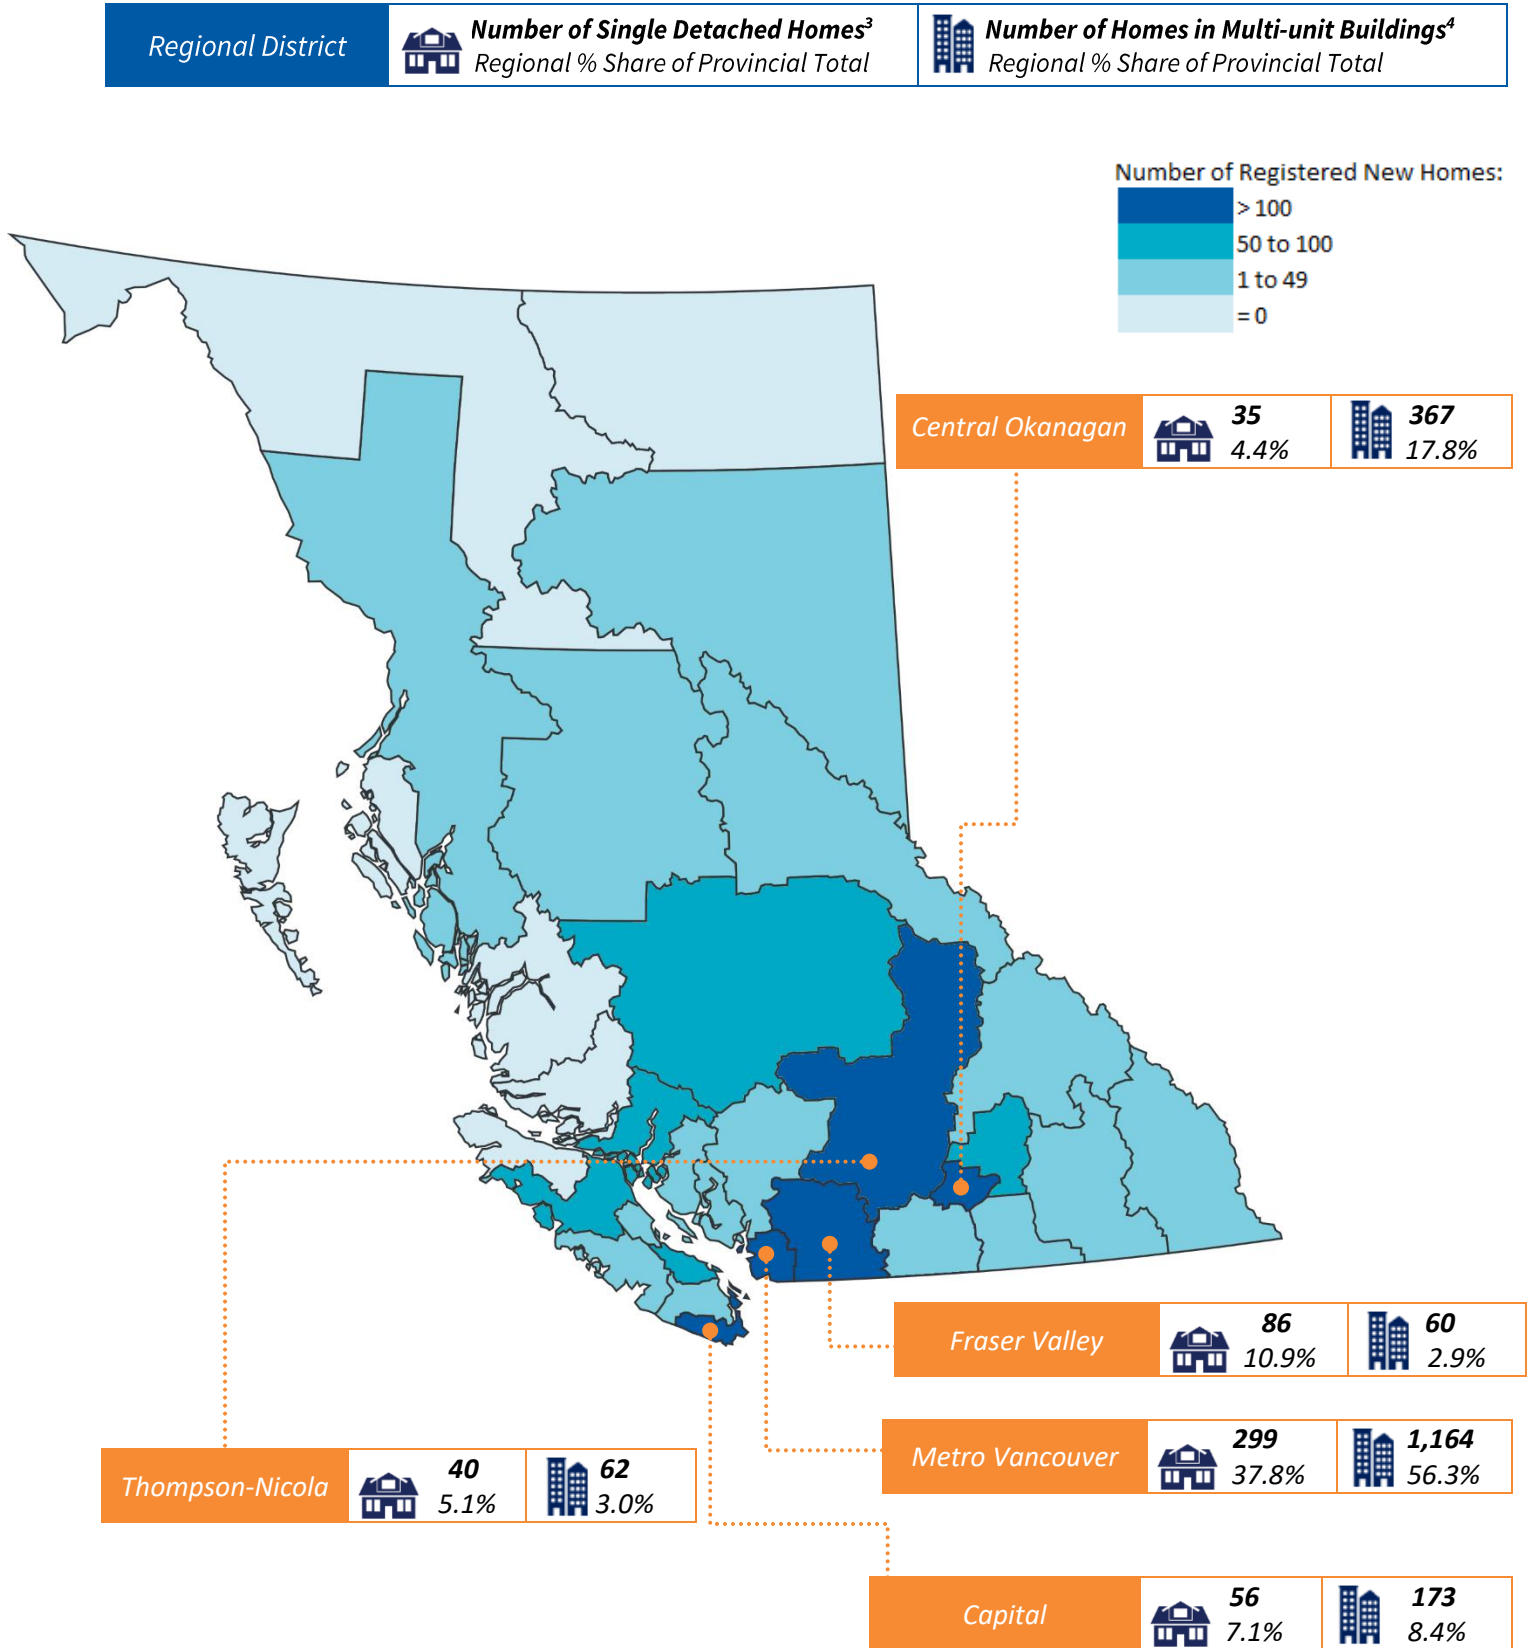 Regional District
Number of Single Detached Homes³
Regional % Share of Provincial Total
Number of Homes in Multi-unit Buildings⁴
Regional % Share of Provincial Total
Number of Registered New Homes:
> 100
50 to 100
1 to 49
= 0
Central Okanagan
35
4.4%
367
17.8%
Fraser Valley
86
10.9%
60
2.9%
Metro Vancouver
299
37.8%
1,164
56.3%
Thompson-Nicola
40
5.1%
62
3.0%
Capital
56
7.1%
173
8.4%